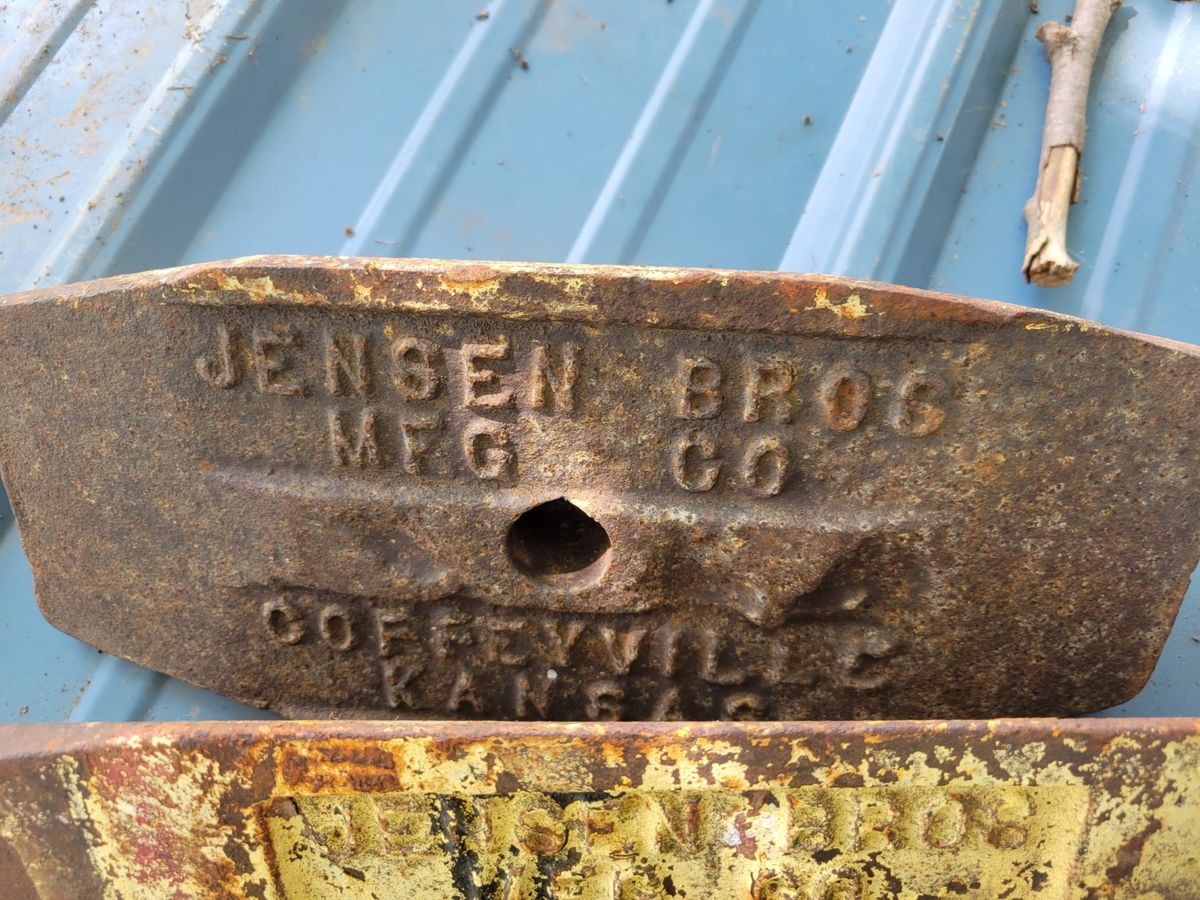 JENSEN BROS
MFG CO
COFFEYVILLE
KANSAS
JENSEN BROS